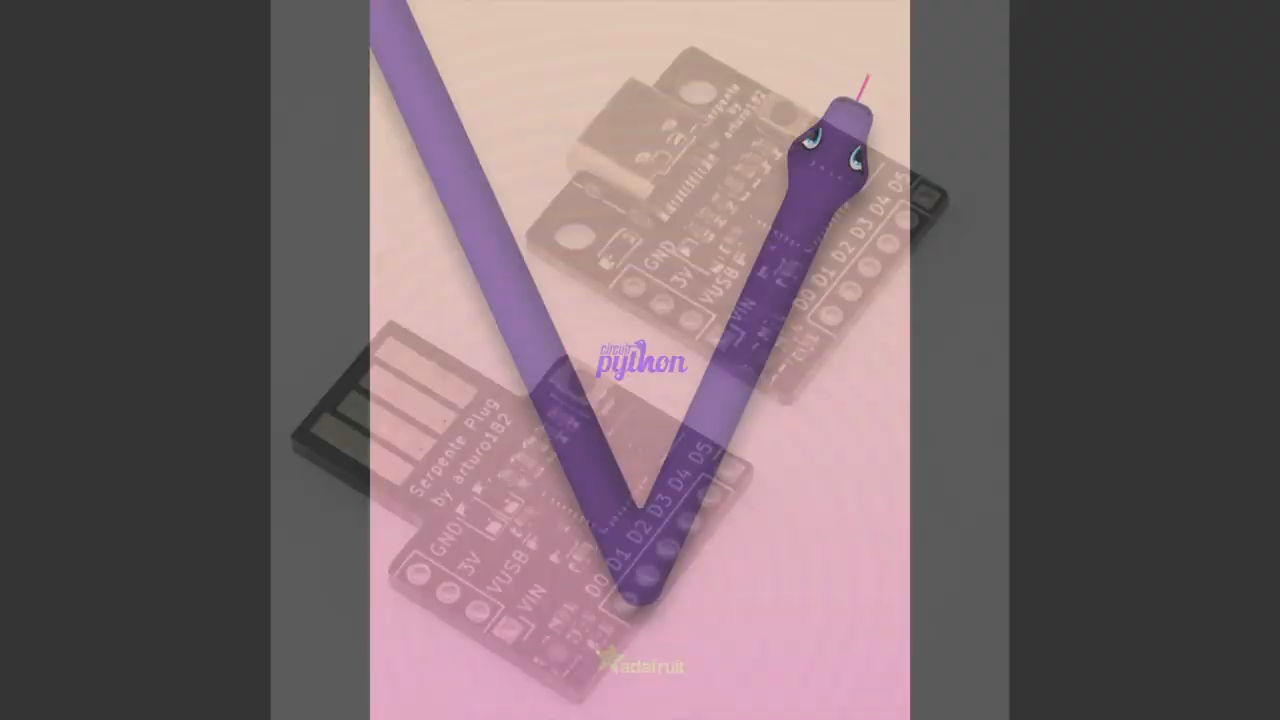 Serpente
by
arturo182
GND
3V
VUSB
VIN
D0 D1 D2 D3 D4 D5
circuit
python
Serpente Plug
by arturo182
GND
3V
VUSB
VIN
D0 D1 D2 D3 D4 D5
adafruit